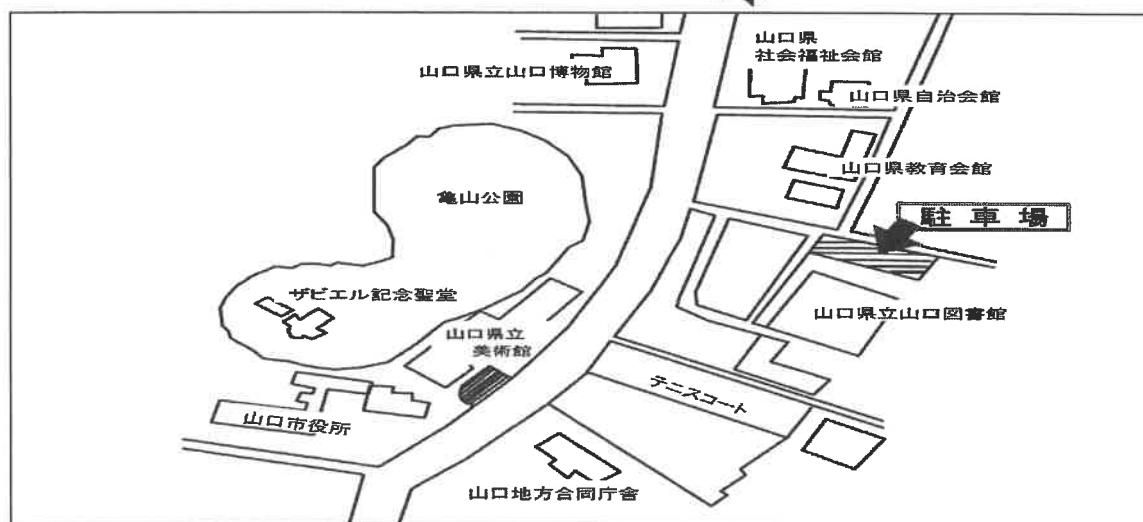 山口県
社会福祉会館
山口県立山口博物館
山口県自治会館
山口県教育会館
亀山公園
駐車場
ザビエル記念聖堂
山口県立山口図書館
山口県立
美術館
テニスコート
山口市役所
山口地方合同庁舎